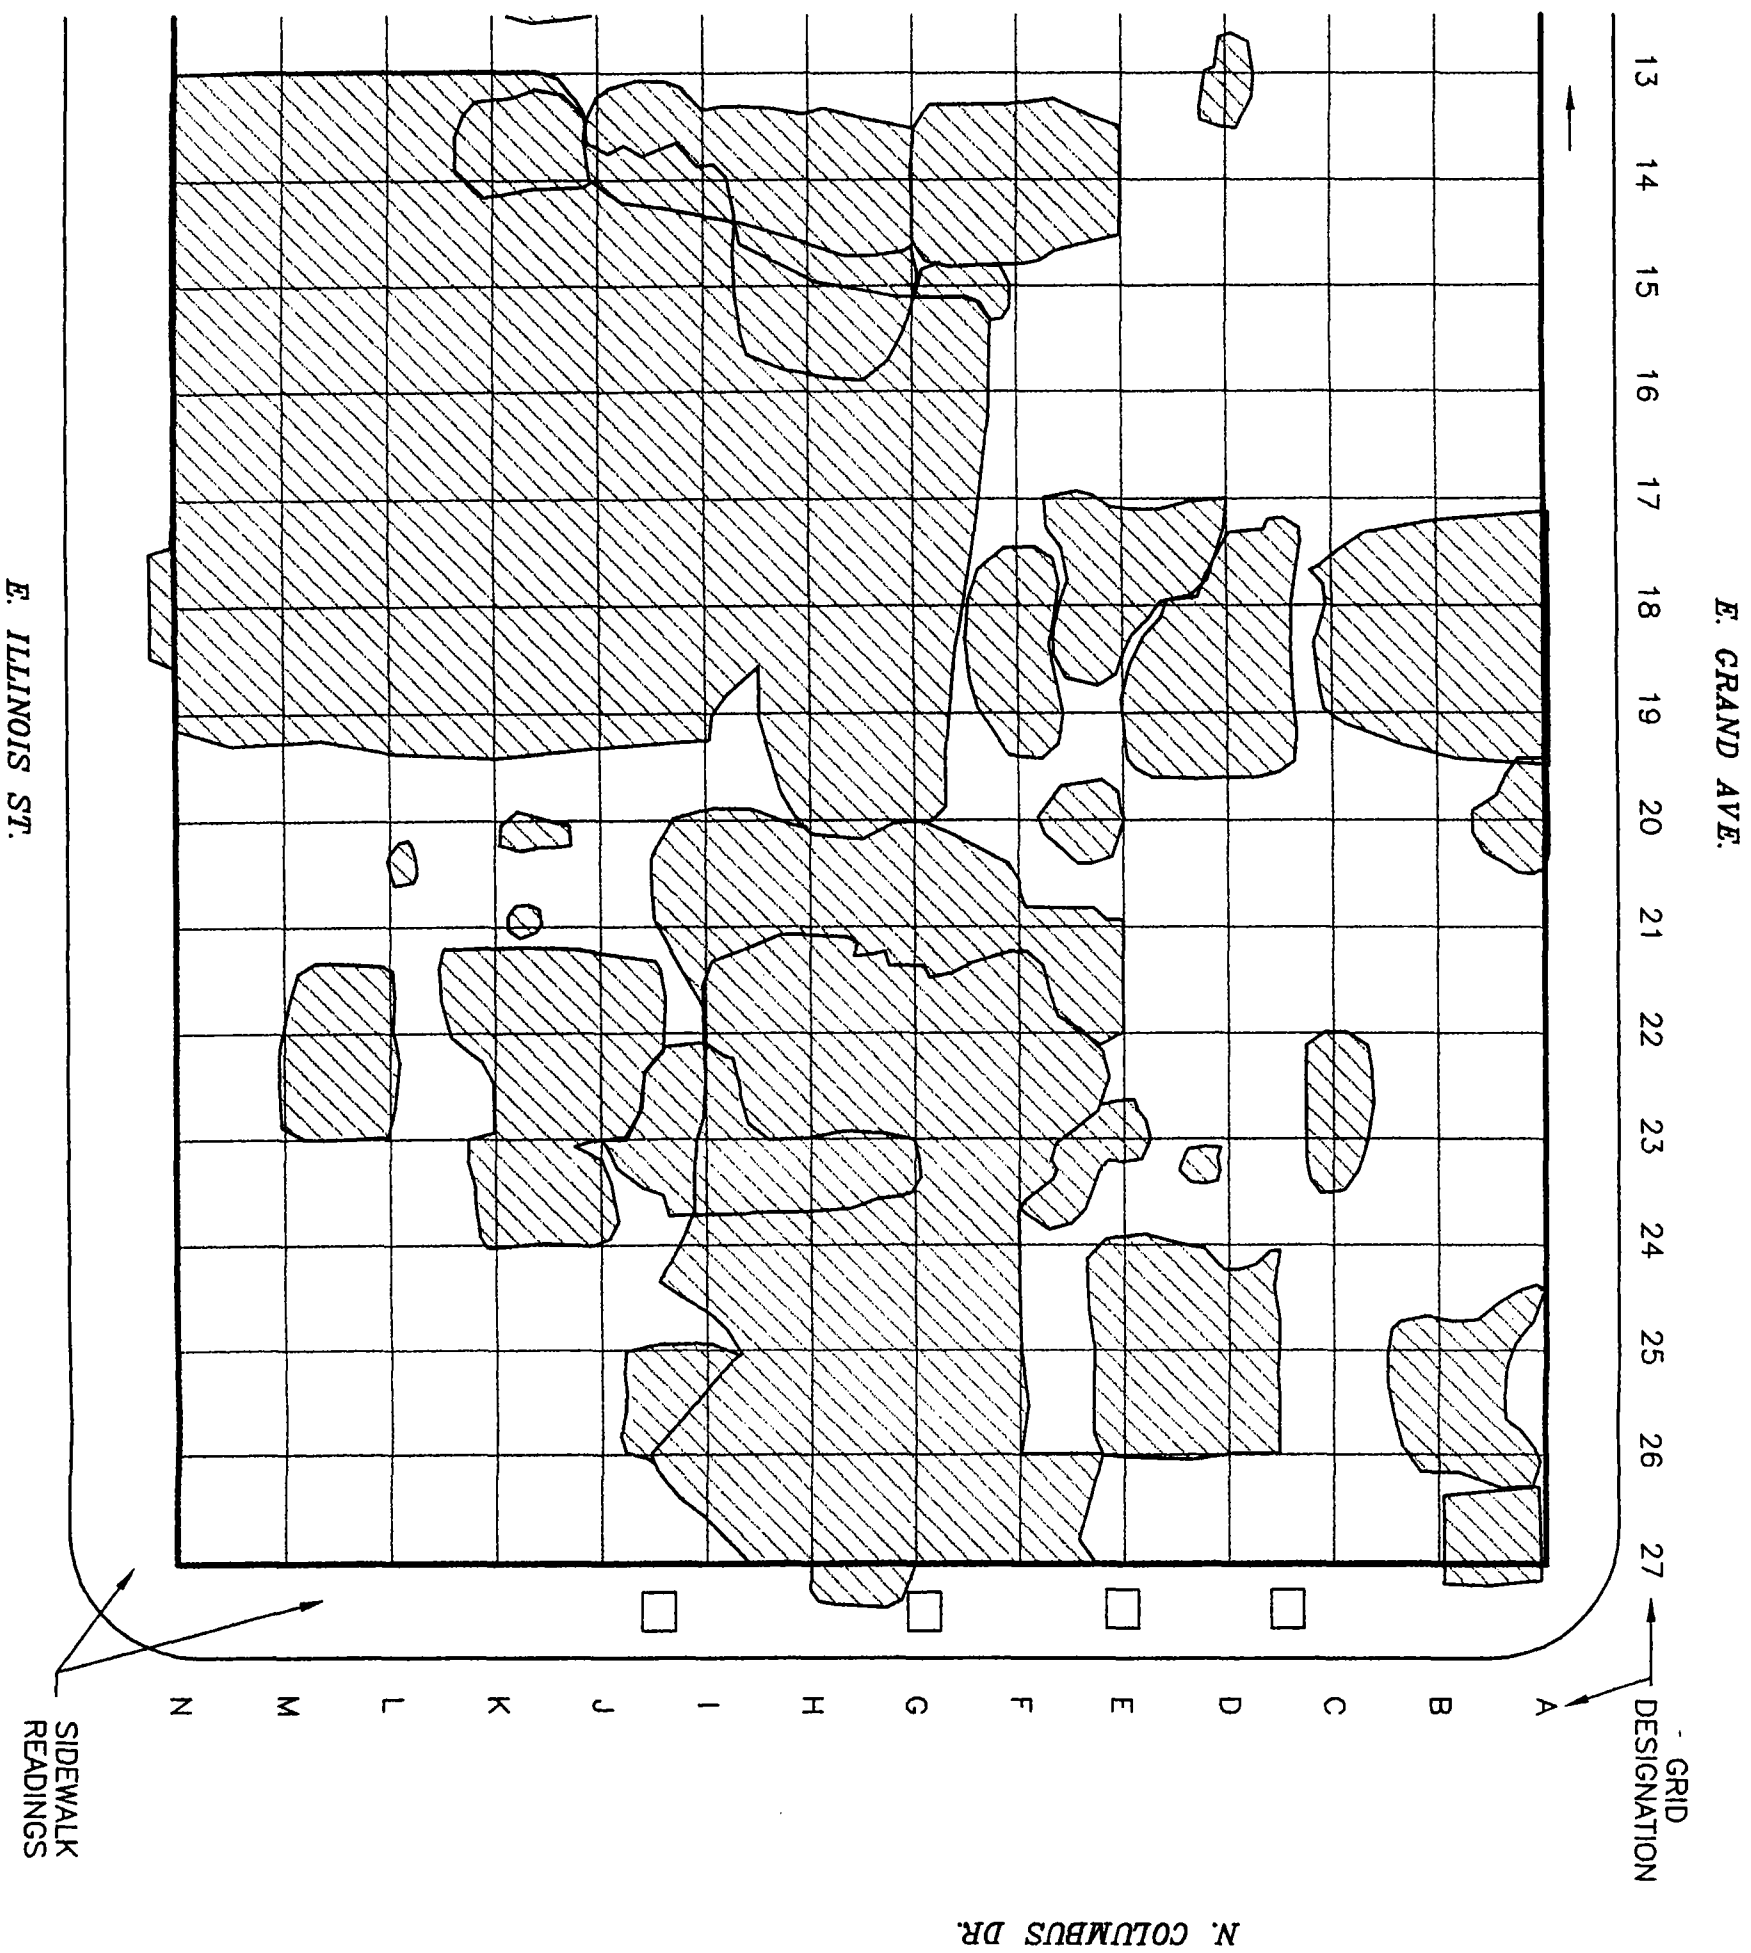 E. GRAND AVE.
13
14
15
16
17
18
19
20
21
22
23
24
25
26
27
GRID
DESIGNATION
A
B
C
D
E
F
G
H
I
J
K
L
M
N
SIDEWALK
READINGS
E. ILLINOIS ST.
N. COLUMBUS DR.